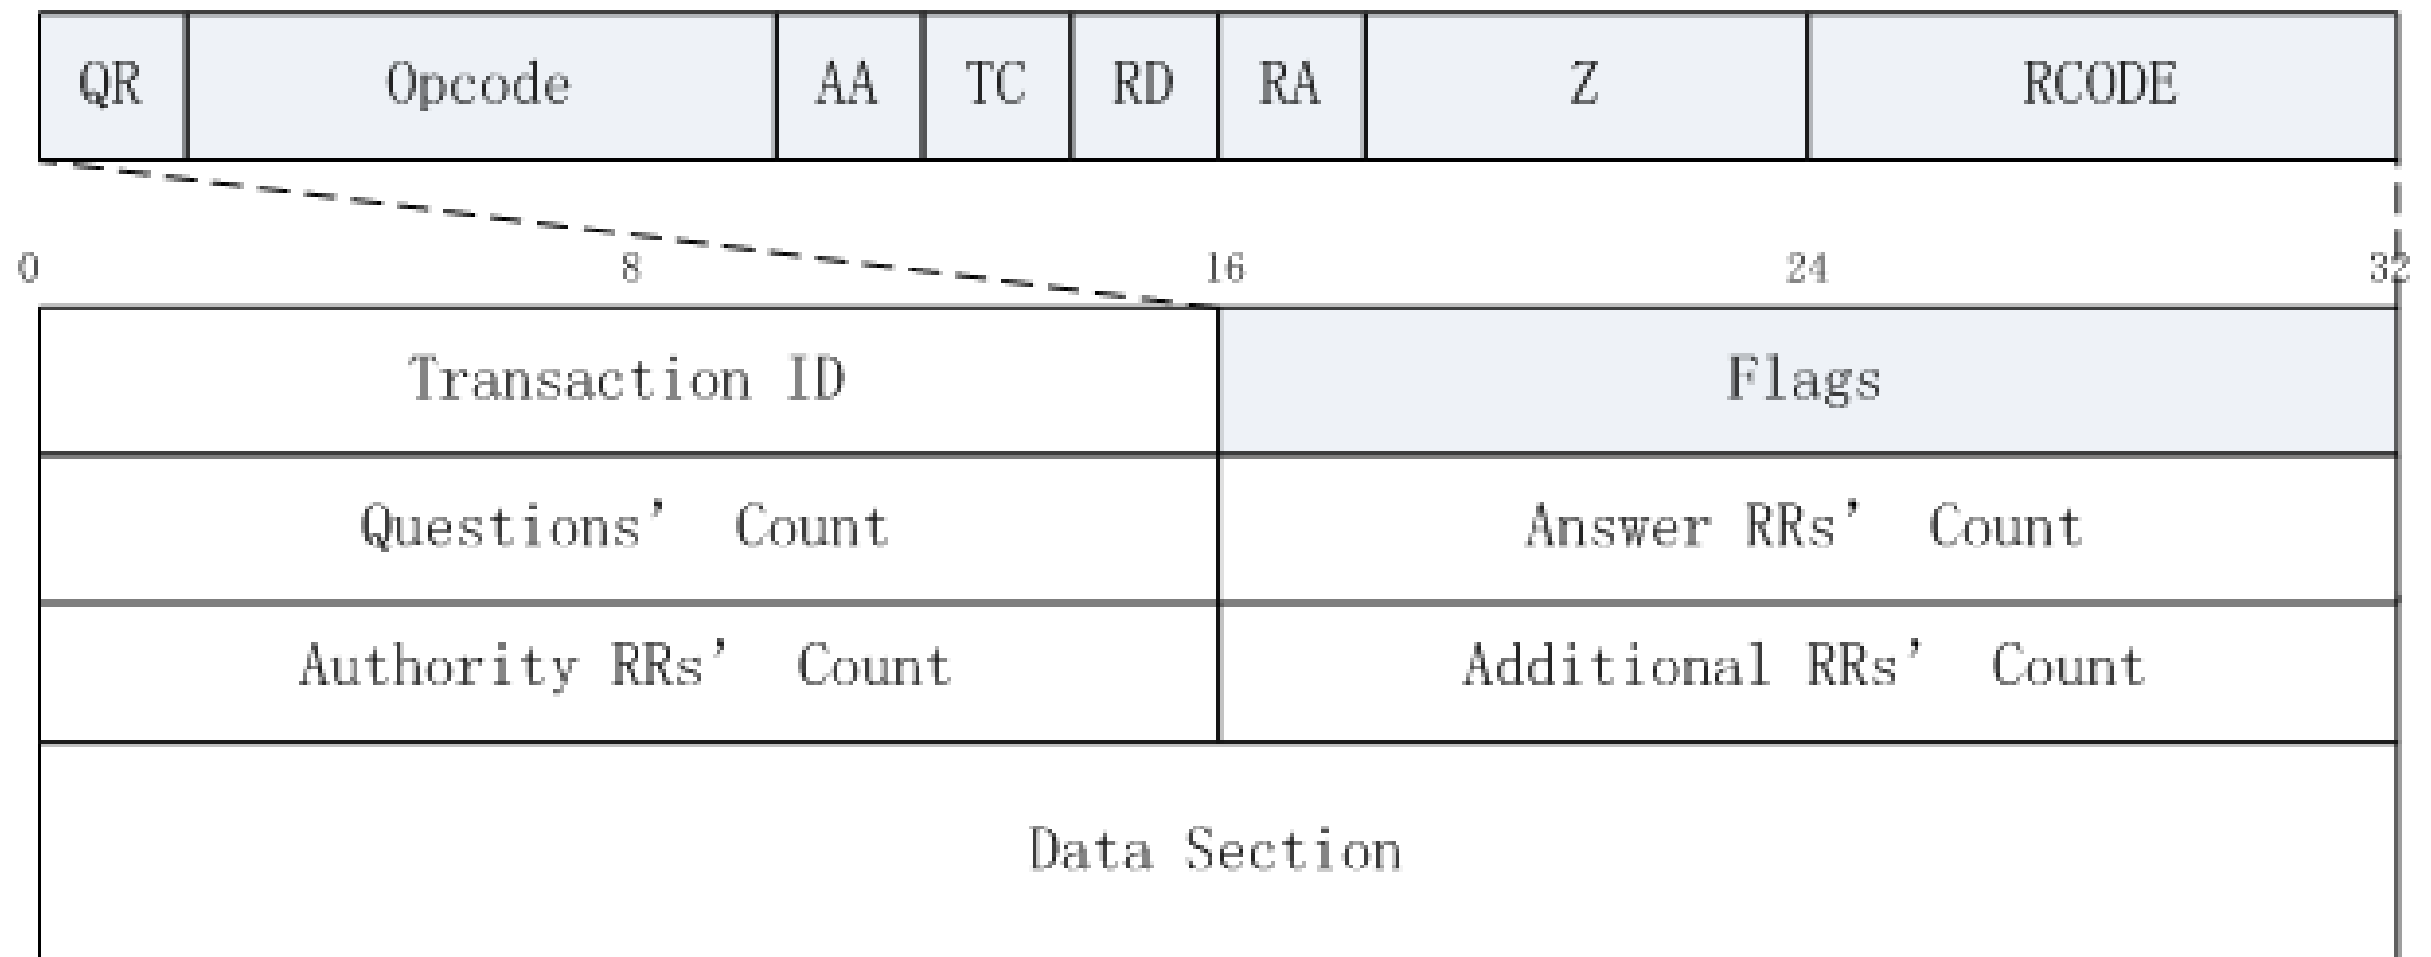 QR Opcode AA TC RD RA Z RCODE
0 8 16 24 32
Transaction ID Flags
Questions’ Count Answer RRs’ Count
Authority RRs’ Count Additional RRs’ Count
Data Section